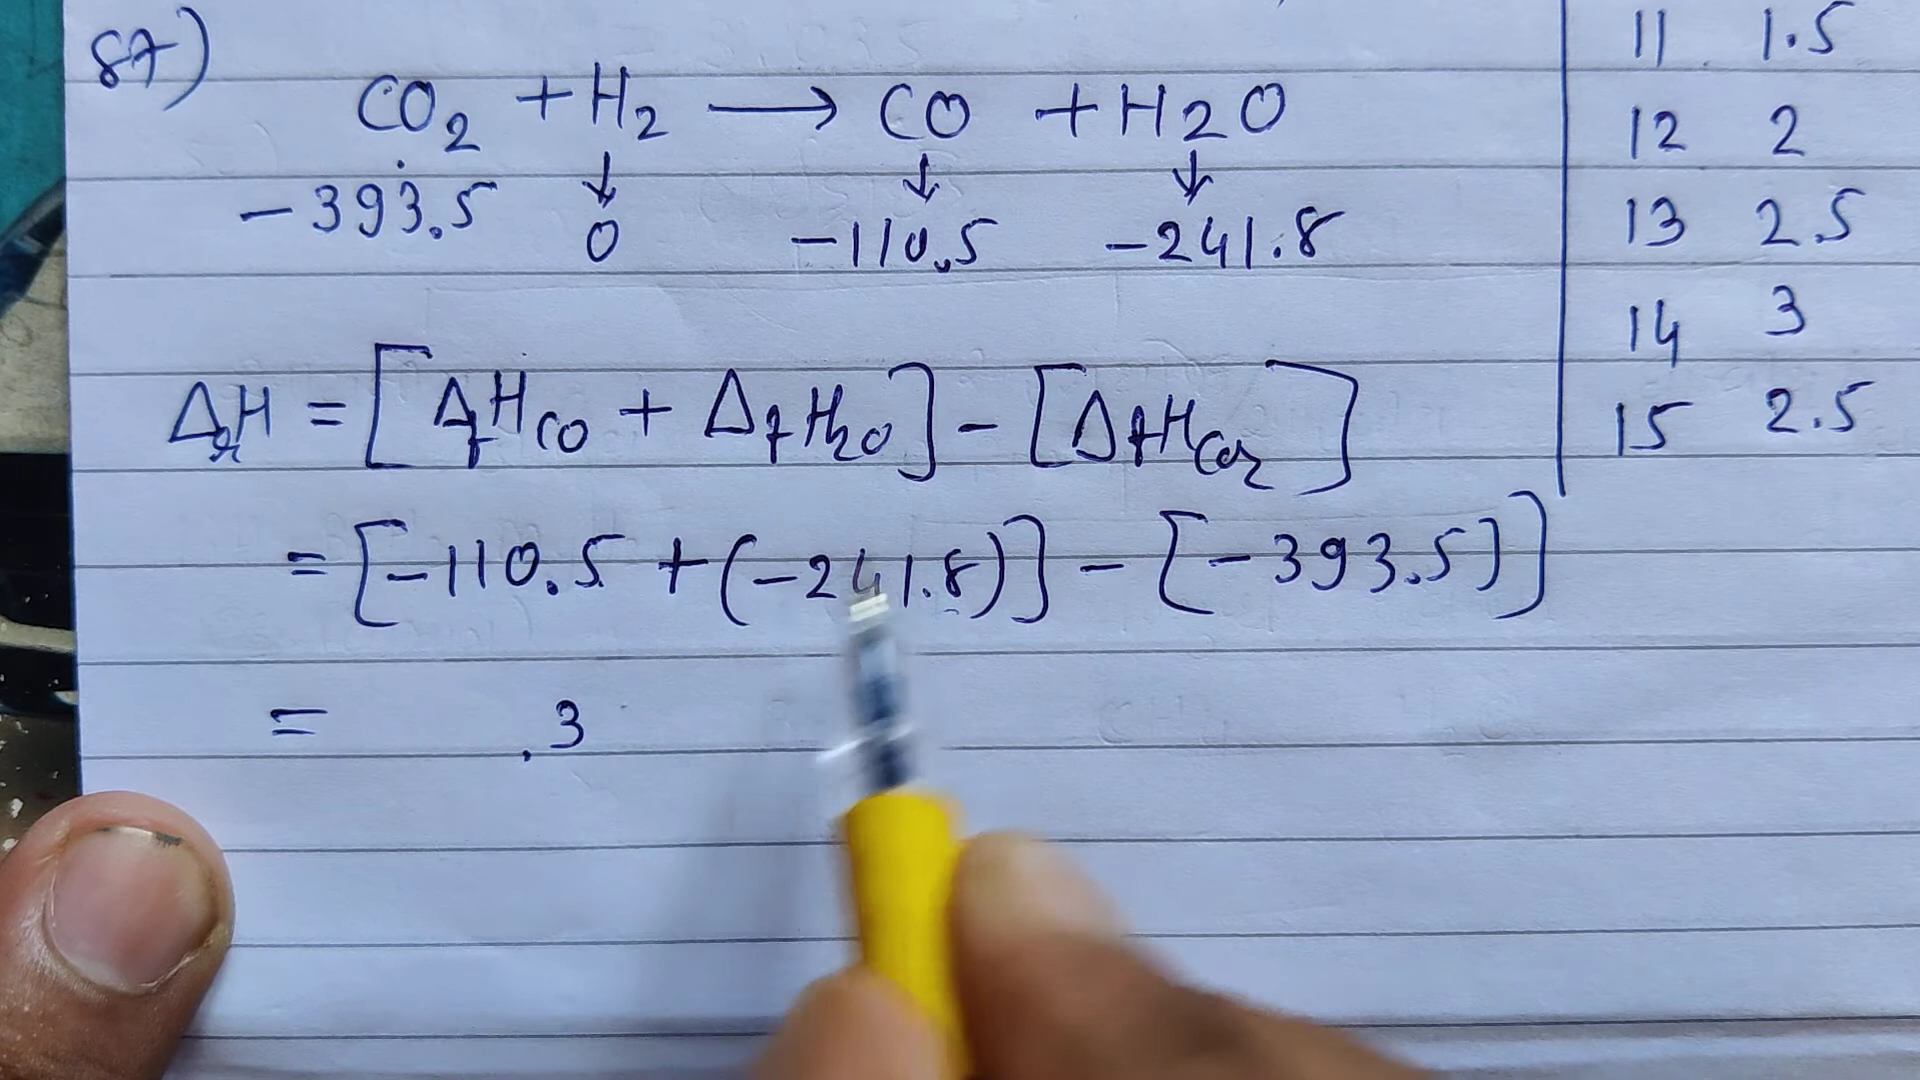 87)
CO₂ + H₂ ⟶ CO + H2O
↓ ↓ ↓
-393.5 0 -110.5 -241.8
ΔrH = [ΔfHCO + ΔfH2O] - [ΔfHCO2]
= [-110.5 + (-241.8)] - [-393.5)]
= .3
11 1.5
12 2
13 2.5
14 3
15 2.5